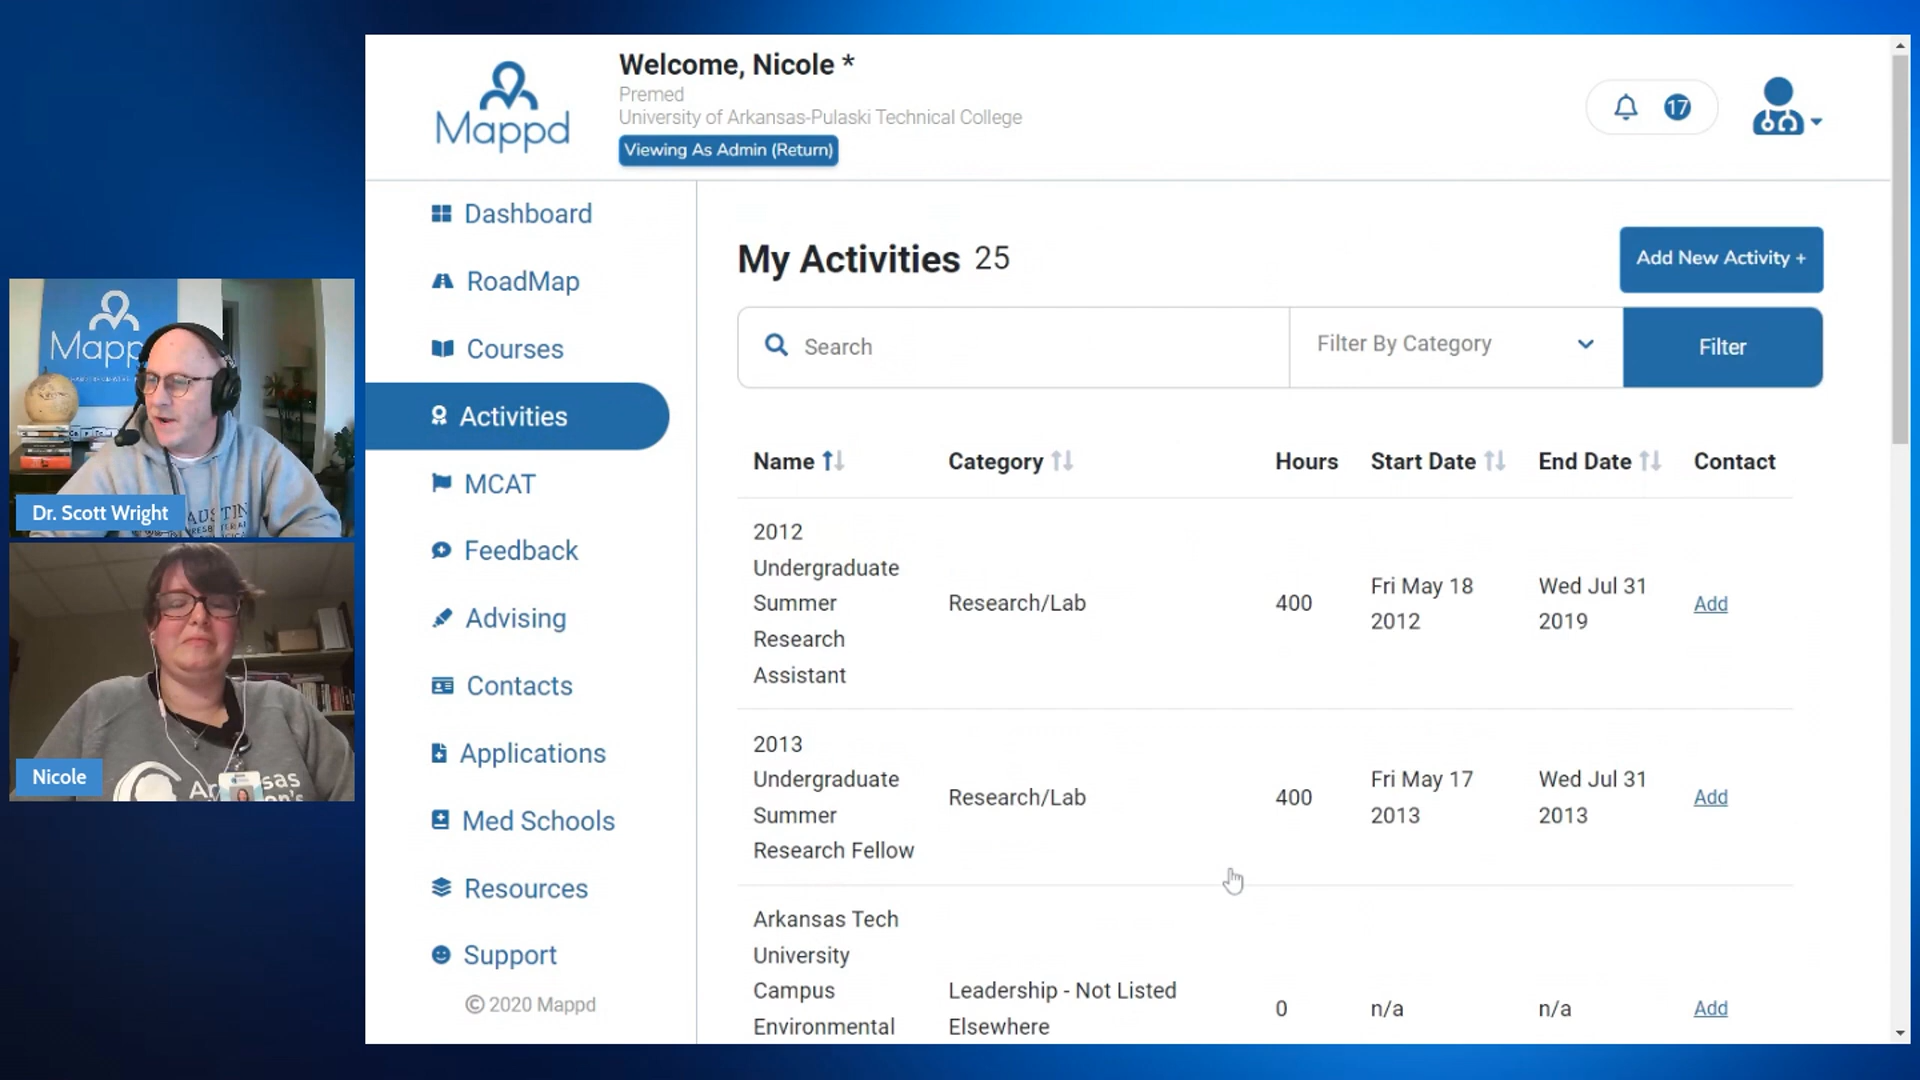 Mappd
Welcome, Nicole *
Premed
University of Arkansas-Pulaski Technical College
Viewing As Admin (Return)
17
Dashboard
RoadMap
Courses
Activities
MCAT
Feedback
Advising
Contacts
Applications
Med Schools
Resources
Support
© 2020 Mappd
My Activities 25
Add New Activity +
Search
Filter By Category
Filter
Name Category Hours Start Date End Date Contact
2012
Undergraduate
Summer
Research
Assistant
Research/Lab
400
Fri May 18
2012
Wed Jul 31
2019
Add
2013
Undergraduate
Summer
Research Fellow
Research/Lab
400
Fri May 17
2013
Wed Jul 31
2013
Add
Arkansas Tech
University
Campus
Environmental
Leadership - Not Listed
Elsewhere
0
n/a
n/a
Add
Mapp
AUSTIN
Dr. Scott Wright
Nicole